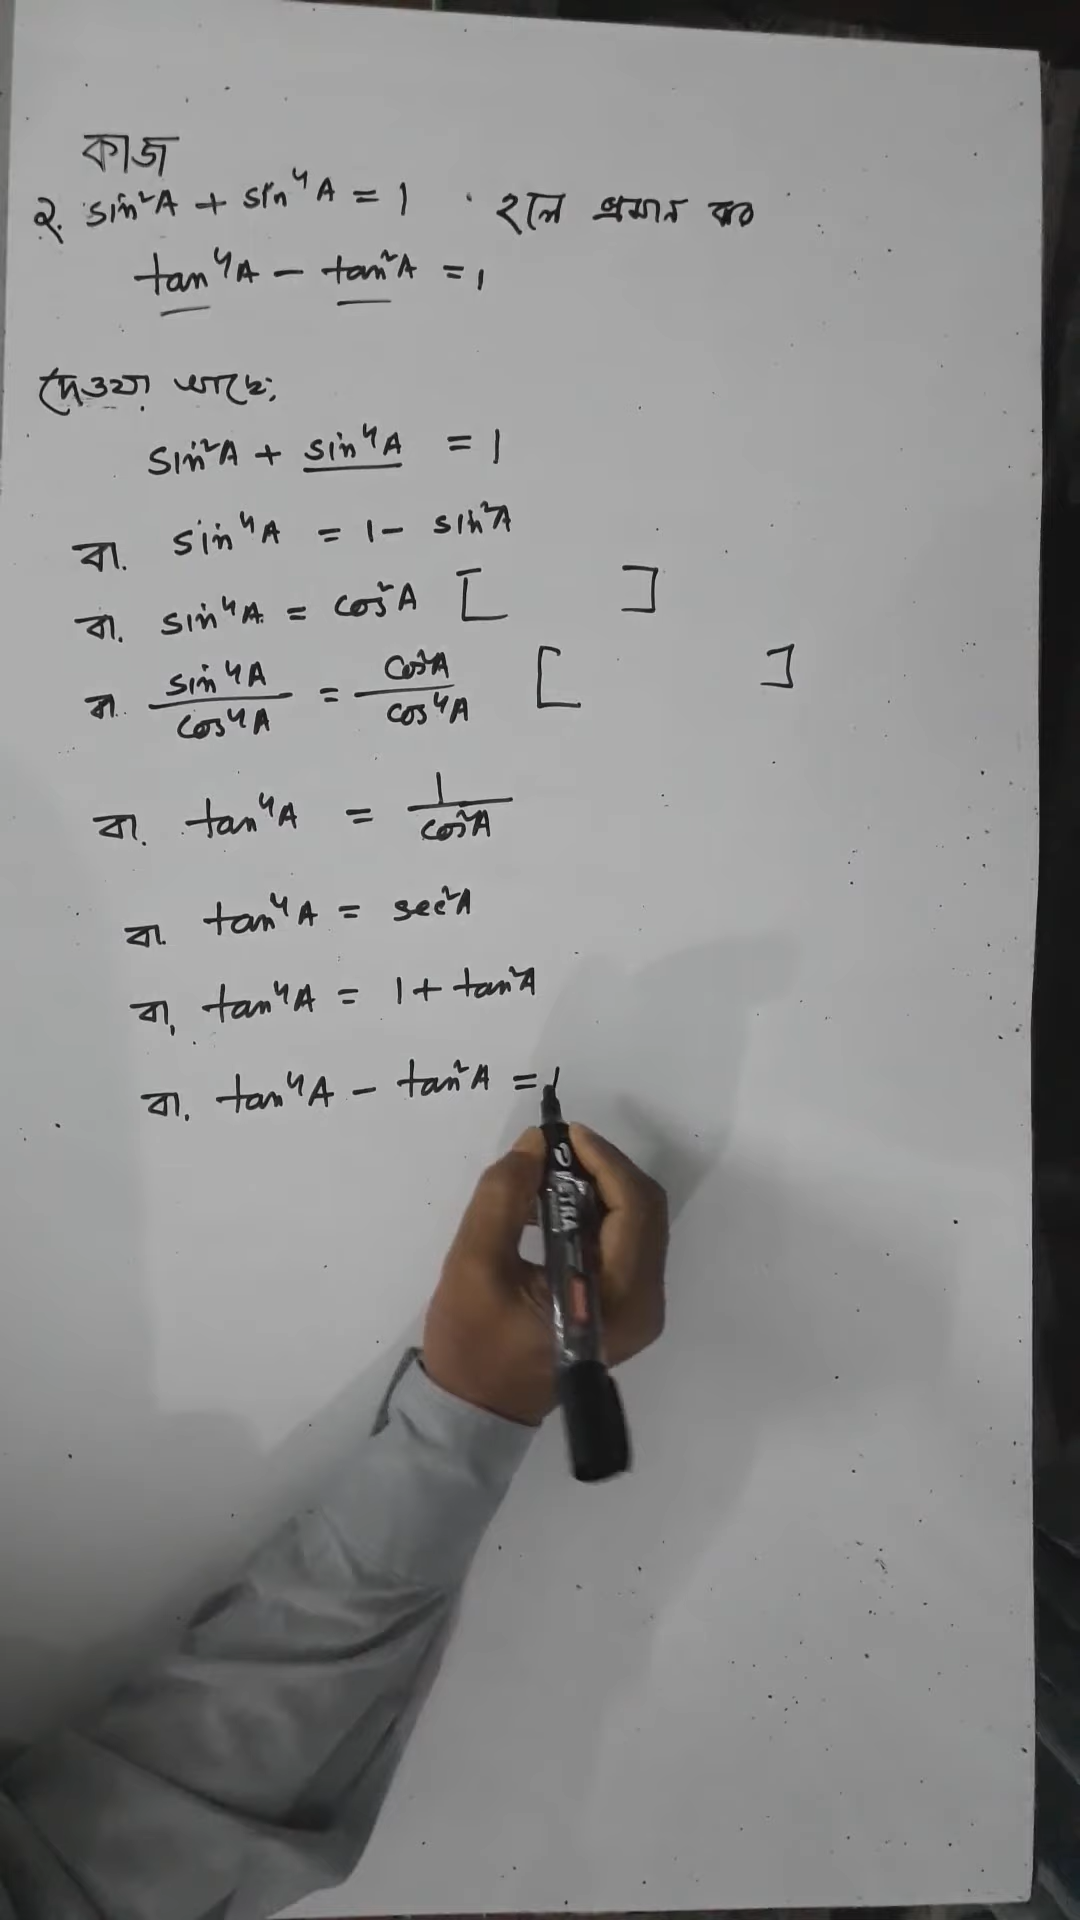 কাজ
২. sin²A + sin⁴A = 1 হলে প্রমান কর
tan⁴A − tan²A = 1
দেওয়া আছে,
sin²A + sin⁴A = 1
বা. sin⁴A = 1 − sin²A
বা. sin⁴A = cos²A [ ]
বা. sin⁴A/cos⁴A = cos²A/cos⁴A [ ]
বা. tan⁴A = 1/cos²A
বা. tan⁴A = sec²A
বা, tan⁴A = 1 + tan²A
বা. tan⁴A − tan²A = 1
PETRA